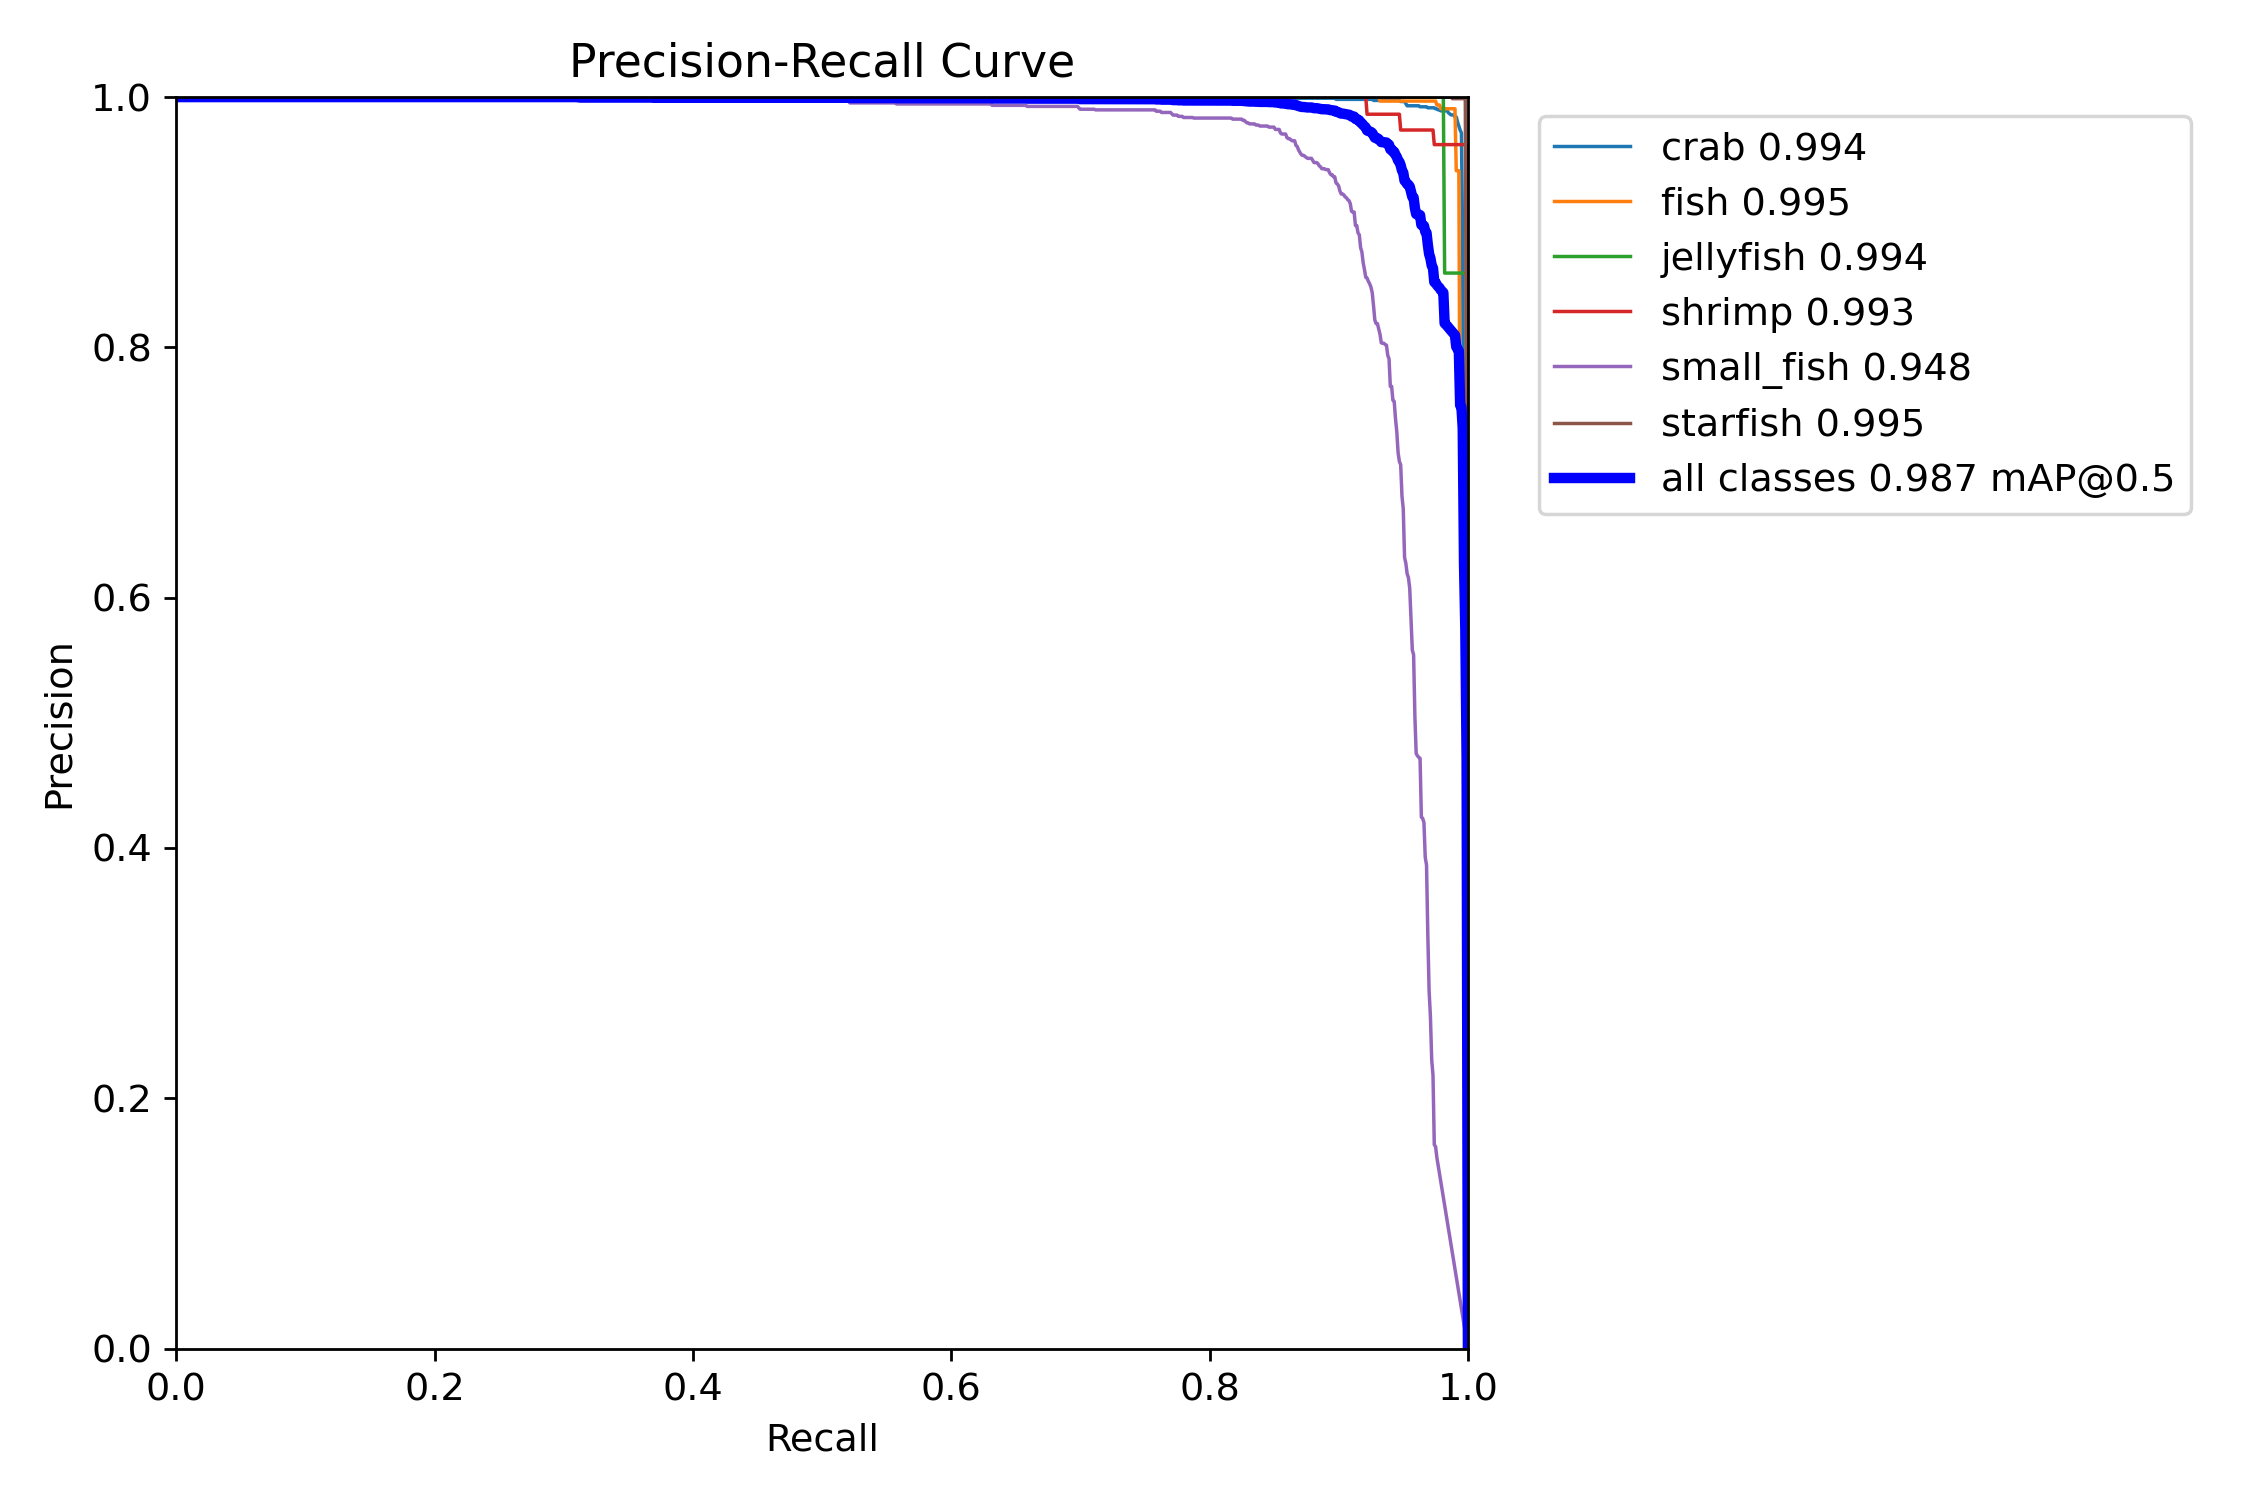 Precision-Recall Curve
1.0
0.8
0.6
0.4
0.2
0.0
Precision
0.0 0.2 0.4 0.6 0.8 1.0
Recall
crab 0.994
fish 0.995
jellyfish 0.994
shrimp 0.993
small_fish 0.948
starfish 0.995
all classes 0.987 mAP@0.5